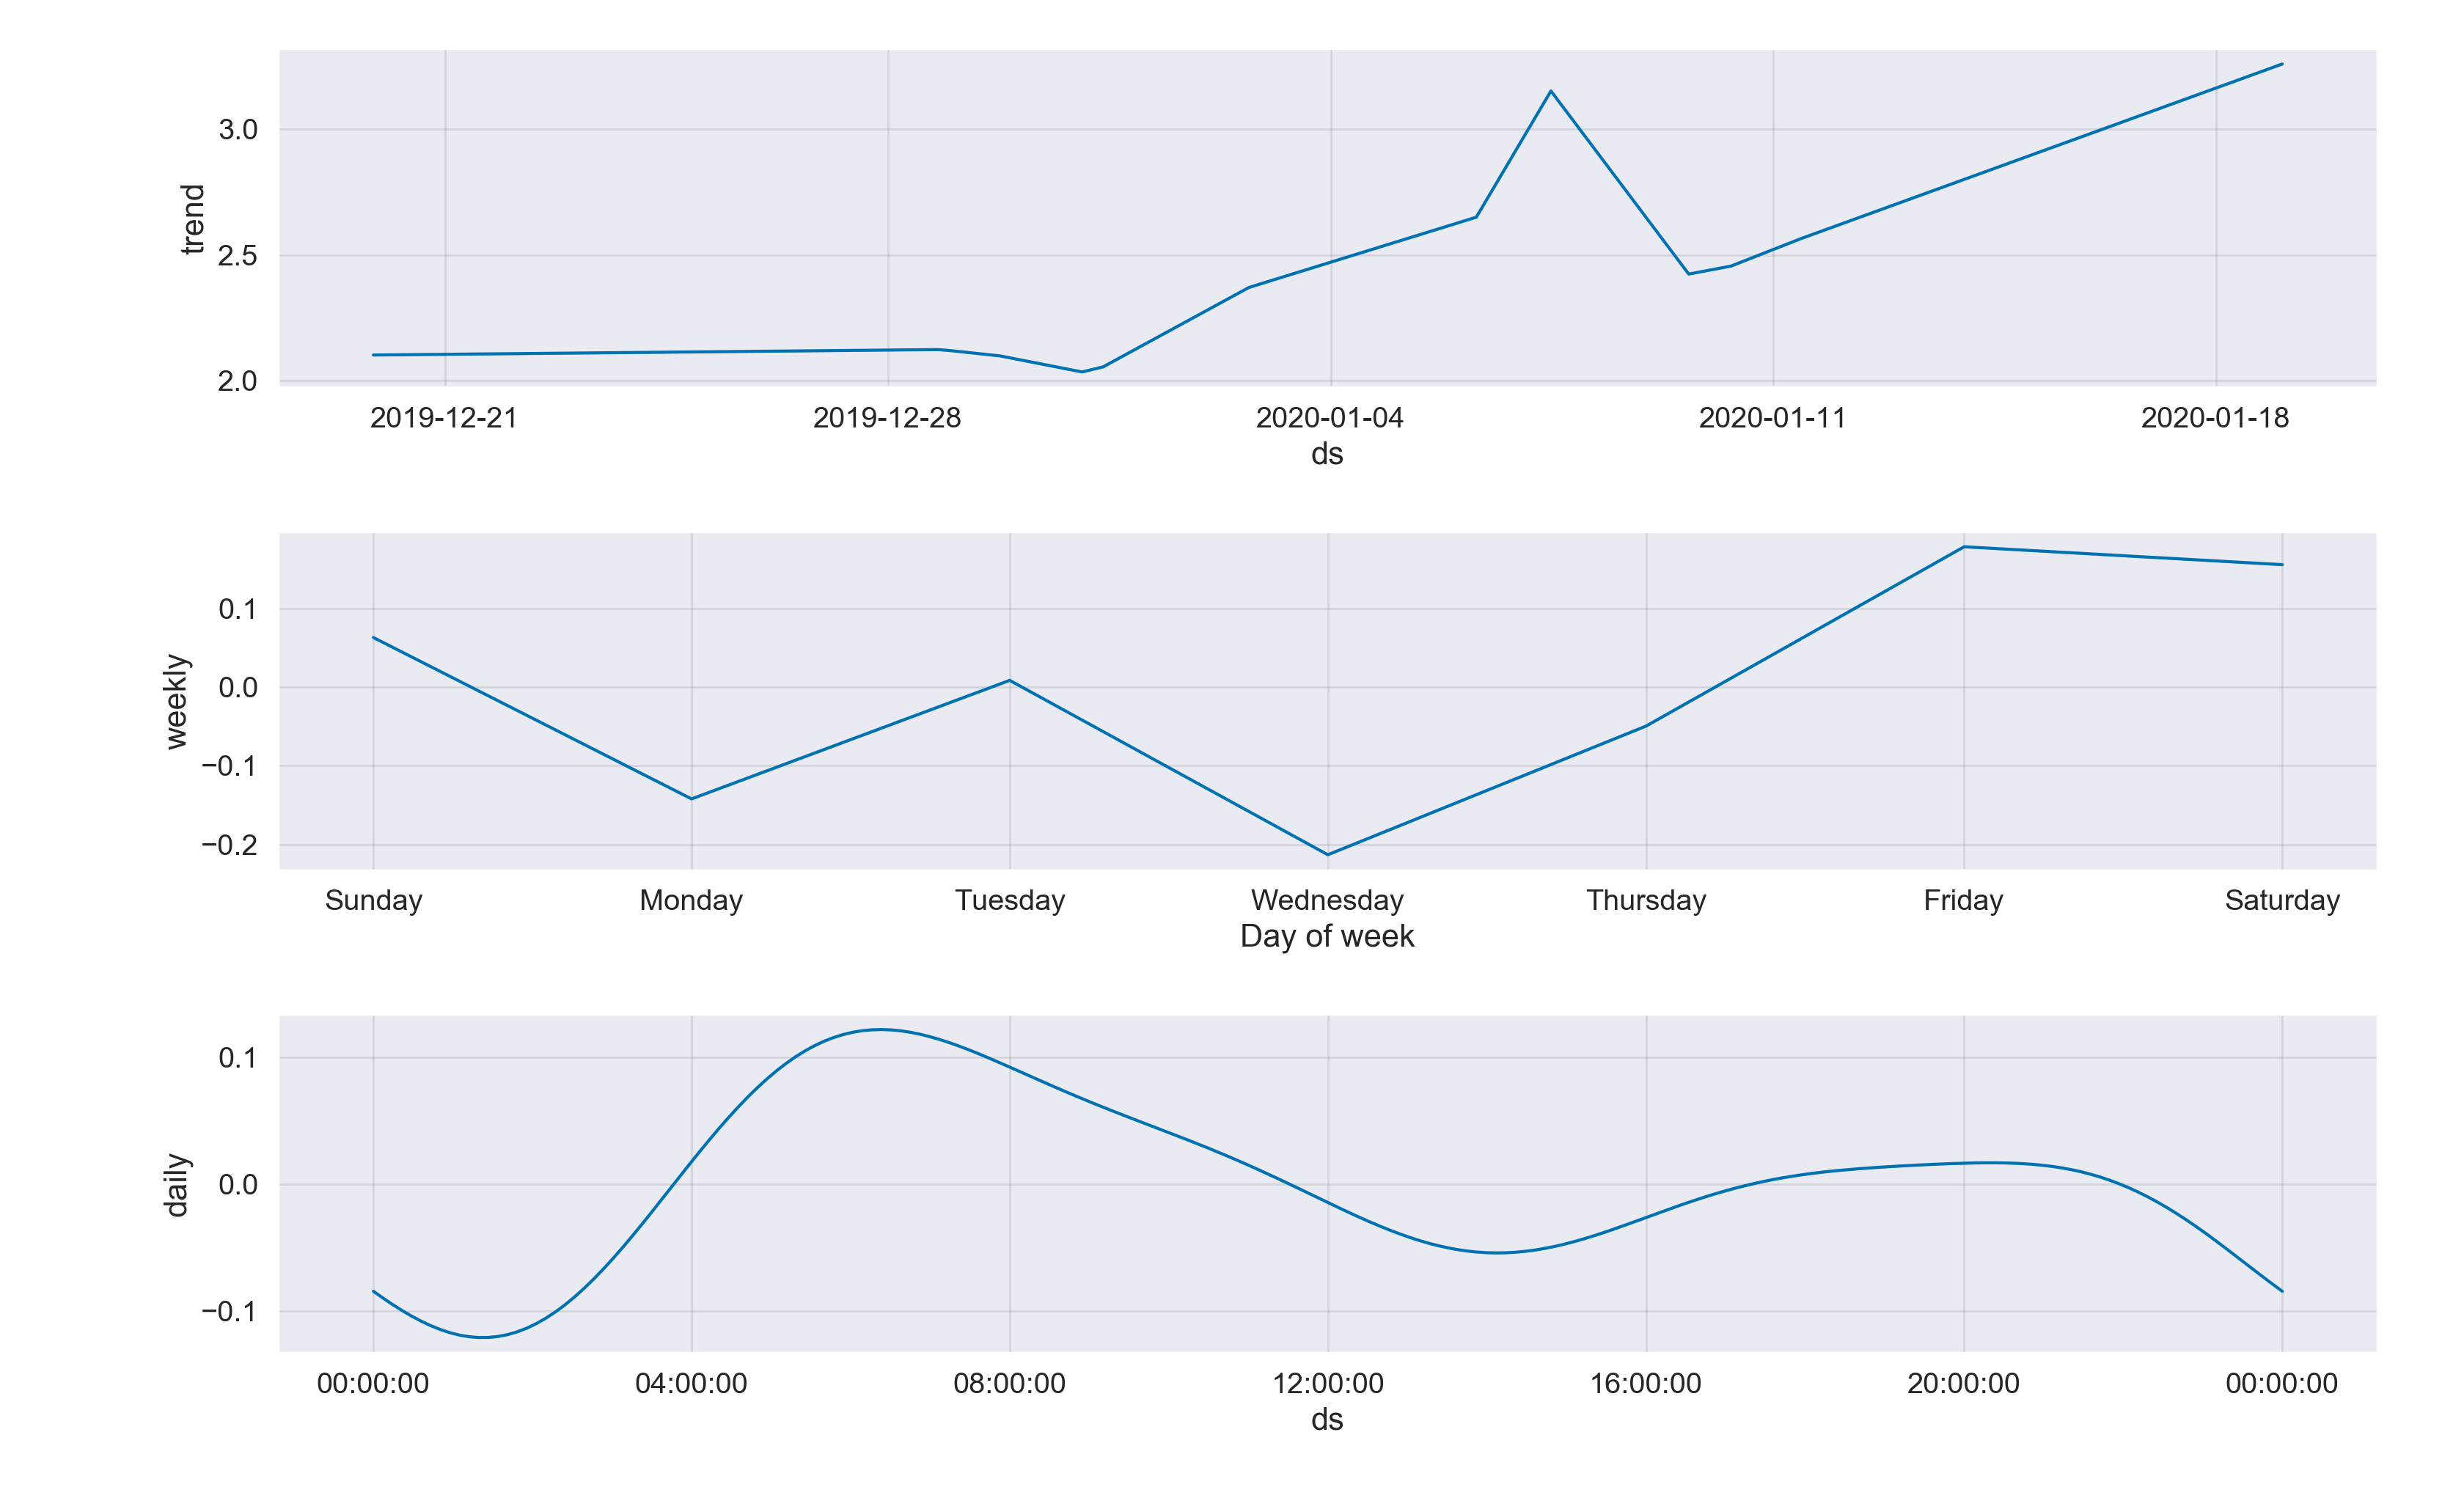 3.0
2.5
2.0
trend
2019-12-21 2019-12-28 2020-01-04 2020-01-11 2020-01-18
ds
0.1
0.0
−0.1
−0.2
weekly
Sunday Monday Tuesday Wednesday Thursday Friday Saturday
Day of week
0.1
0.0
−0.1
daily
00:00:00 04:00:00 08:00:00 12:00:00 16:00:00 20:00:00 00:00:00
ds